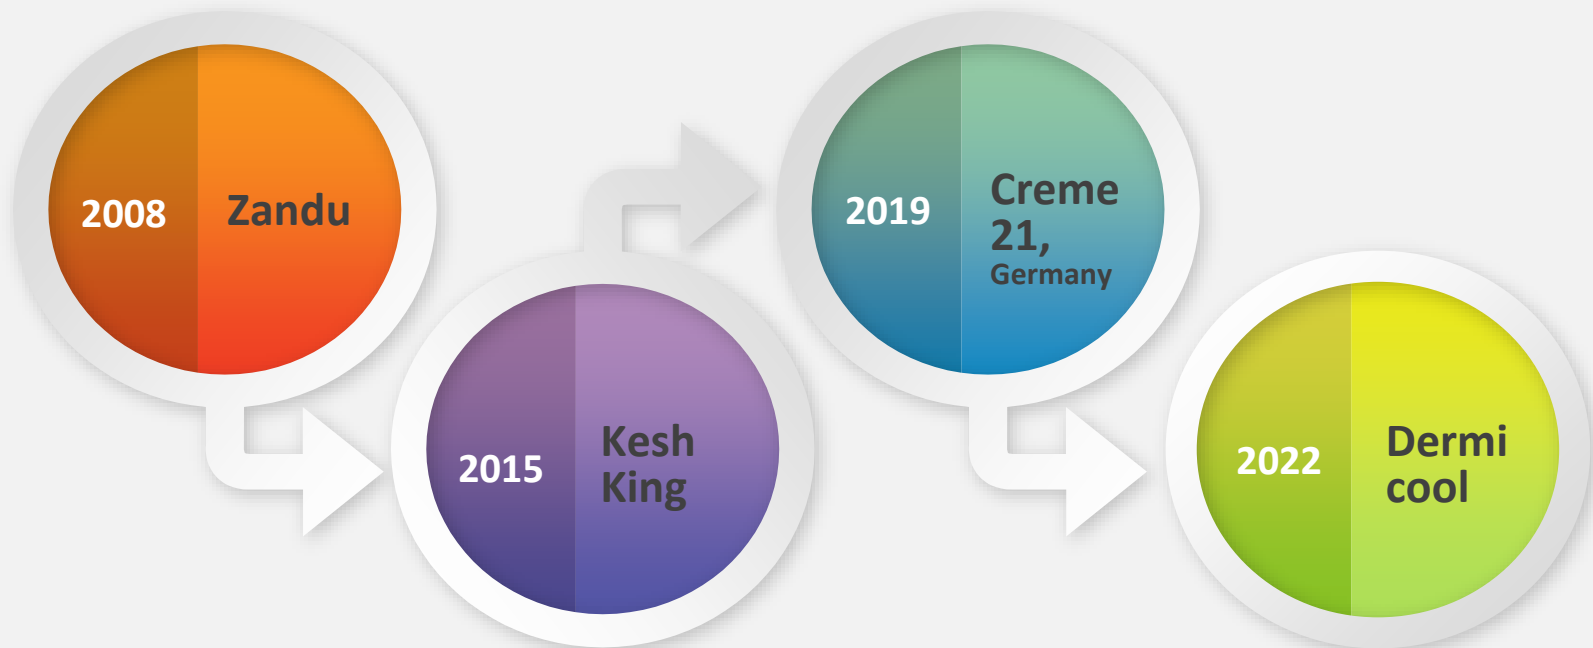 2008
Zandu
2015
Kesh
King
2019
Creme
21,
Germany
2022
Dermi
cool